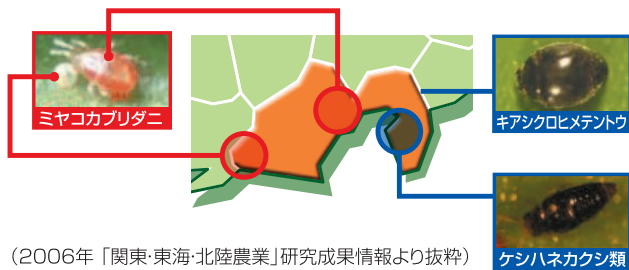 ミヤコカブリダニ
キアシクロヒメテントウ
ケシハネカクシ類
(2006年 「関東・東海・北陸農業」研究成果情報より抜粋)